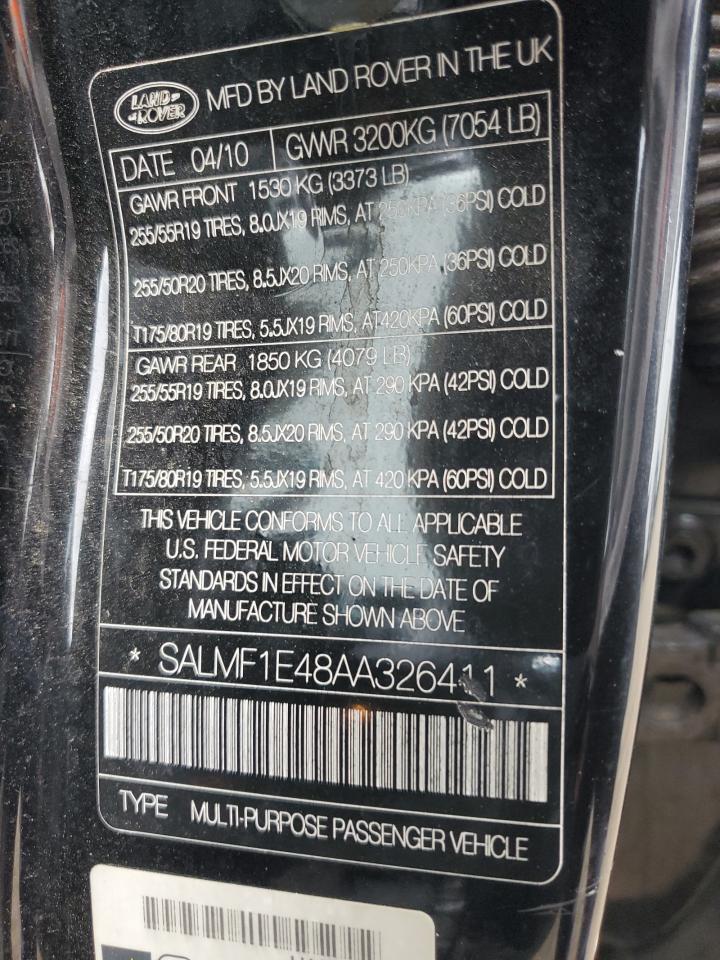 LAND ROVER MFD BY LAND ROVER IN THE UK
DATE 04/10 GVWR 3200KG (7054 LB)
GAWR FRONT 1530 KG (3373 LB)
255/55R19 TIRES, 8.0JX19 RIMS, AT 250KPA (36PSI) COLD
255/50R20 TIRES, 8.5JX20 RIMS, AT 250KPA (36PSI) COLD
T175/80R19 TIRES, 5.5JX19 RIMS, AT 420KPA (60PSI) COLD
GAWR REAR 1850 KG (4079 LB)
255/55R19 TIRES, 8.0JX19 RIMS, AT 290 KPA (42PSI) COLD
255/50R20 TIRES, 8.5JX20 RIMS, AT 290 KPA (42PSI) COLD
T175/80R19 TIRES, 5.5JX19 RIMS, AT 420 KPA (60PSI) COLD
THIS VEHICLE CONFORMS TO ALL APPLICABLE
U.S. FEDERAL MOTOR VEHICLE SAFETY
STANDARDS IN EFFECT ON THE DATE OF
MANUFACTURE SHOWN ABOVE
* SALMF1E48AA326411 *
TYPE MULTI-PURPOSE PASSENGER VEHICLE